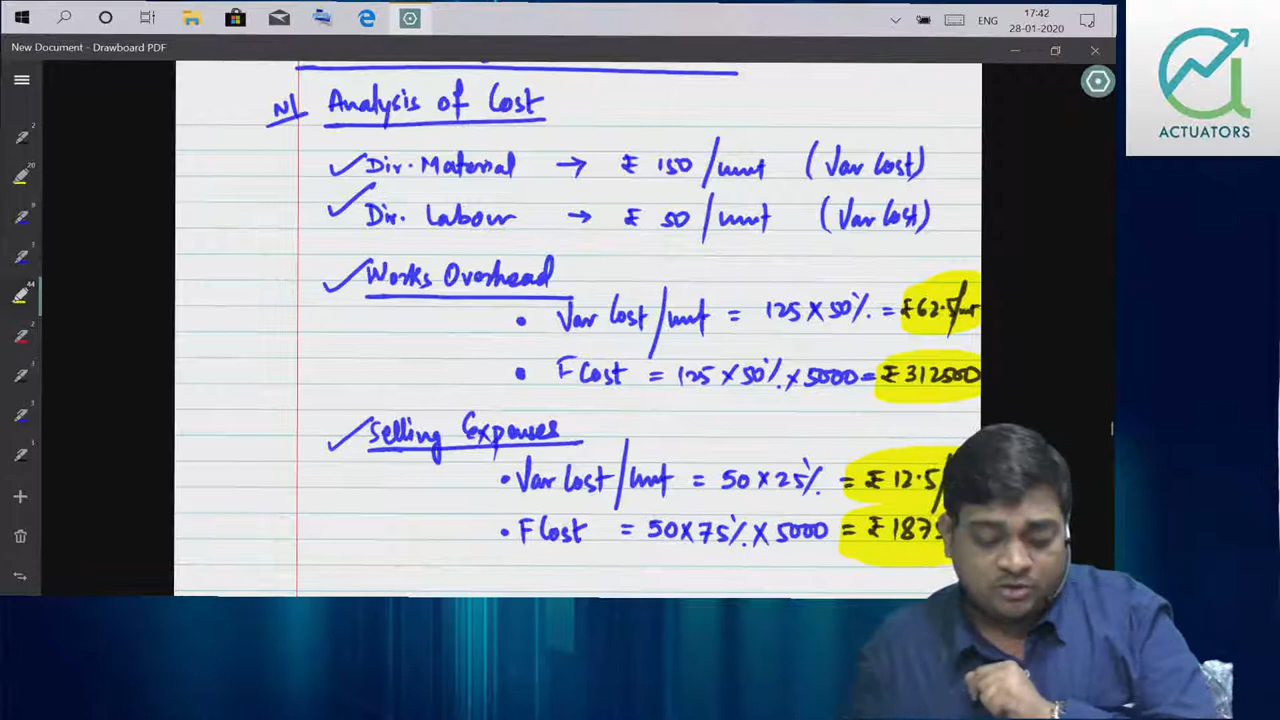 17:42
ENG
28-01-2020
New Document - Drawboard PDF
ACTUATORS
N1 Analysis of Cost
Dir. Material → ₹ 150/unit (Var Cost)
Dir. Labour → ₹ 50/unit (Var Cost)
Works Overhead
• Var Cost/unit = 125 × 50% = ₹62.5/
• F Cost = 125 × 50% × 5000 = ₹ 312500
Selling Expenses
• Var Cost/unit = 50 × 25% = ₹ 12.5/
• F Cost = 50 × 75% × 5000 = ₹ 1875